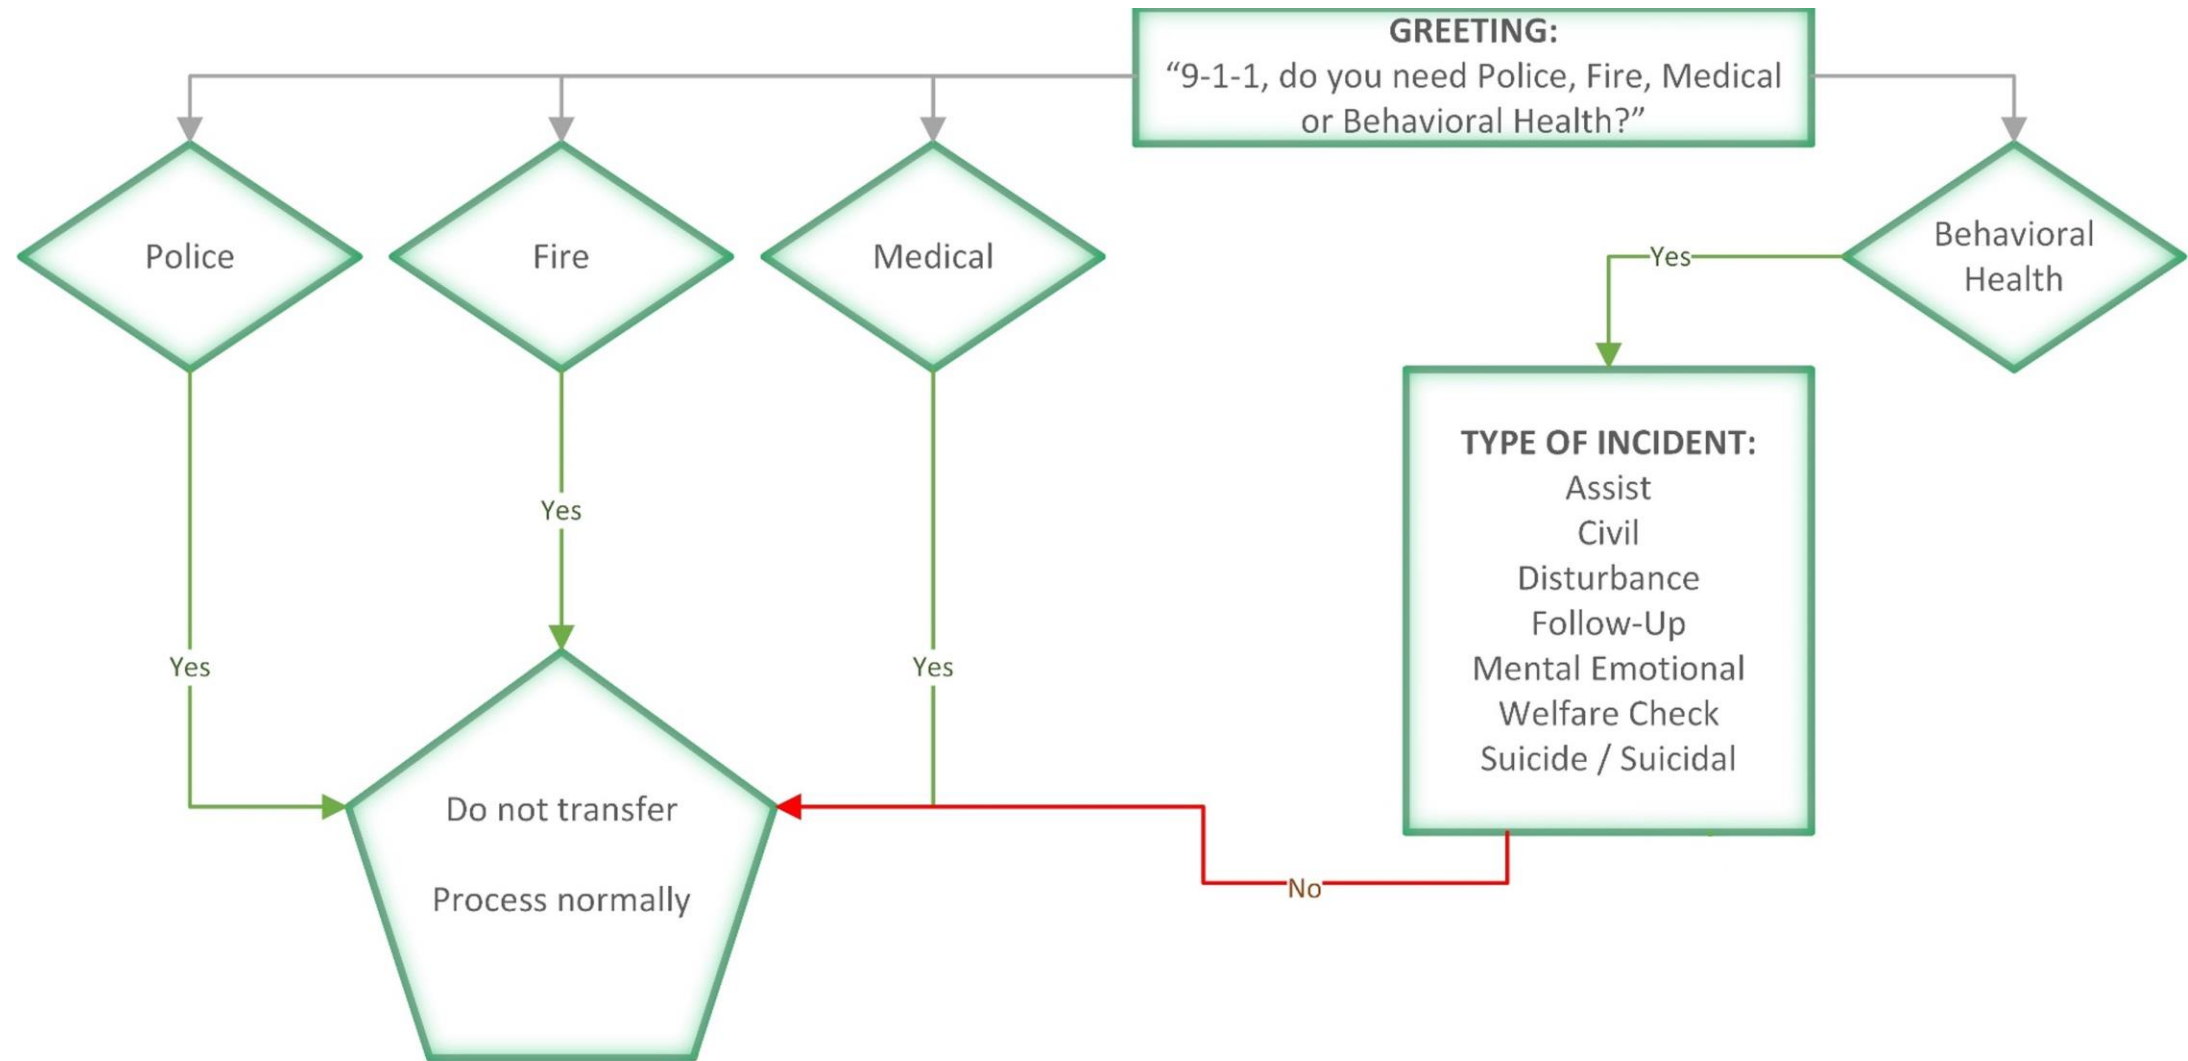 GREETING:
“9-1-1, do you need Police, Fire, Medical
or Behavioral Health?”
Police
Fire
Medical
Behavioral
Health
Yes
TYPE OF INCIDENT:
Assist
Civil
Disturbance
Follow-Up
Mental Emotional
Welfare Check
Suicide / Suicidal
Yes
Yes
Yes
Do not transfer
Process normally
No